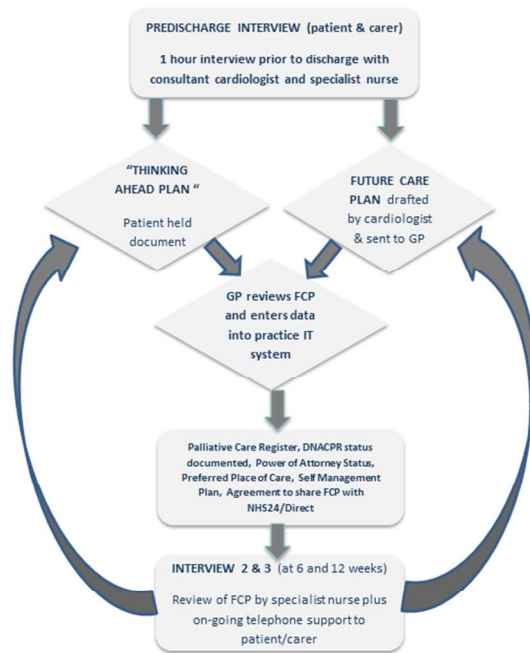 PREDISCHARGE INTERVIEW (patient & carer)
1 hour interview prior to discharge with
consultant cardiologist and specialist nurse
"THINKING
AHEAD PLAN "
Patient held
document
FUTURE CARE
PLAN drafted
by cardiologist
& sent to GP
GP reviews FCP
and enters data
into practice IT
system
Palliative Care Register, DNACPR status
documented, Power of Attorney Status,
Preferred Place of Care, Self Management
Plan, Agreement to share FCP with
NHS24/Direct
INTERVIEW 2 & 3 (at 6 and 12 weeks)
Review of FCP by specialist nurse plus
on-going telephone support to
patient/carer